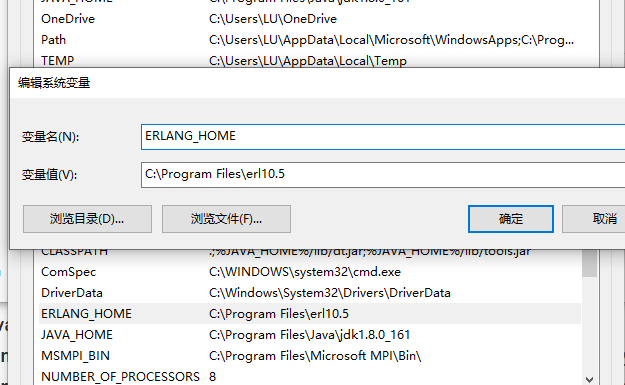 OneDrive C:\Users\LU\OneDrive
Path C:\Users\LU\AppData\Local\Microsoft\WindowsApps;C:\Prog...
TEMP C:\Users\LU\AppData\Local\Temp
编辑系统变量
变量名(N): ERLANG_HOME
变量值(V): C:\Program Files\erl10.5
浏览目录(D)... 浏览文件(F)... 确定 取消
CLASSPATH .;%JAVA_HOME%/lib/dt.jar;%JAVA_HOME%/lib/tools.jar
ComSpec C:\WINDOWS\system32\cmd.exe
DriverData C:\Windows\System32\Drivers\DriverData
ERLANG_HOME C:\Program Files\erl10.5
JAVA_HOME C:\Program Files\Java\jdk1.8.0_161
MSMPI_BIN C:\Program Files\Microsoft MPI\Bin\
NUMBER_OF_PROCESSORS 8